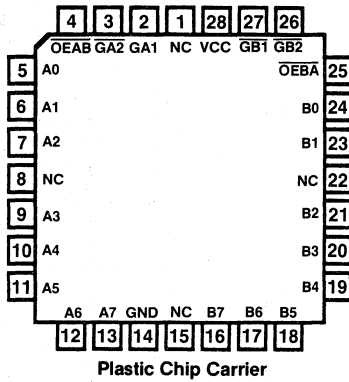 4 3 2 1 28 27 26
OEAB GA2 GA1 NC VCC GB1 GB2
5 A0 OEBA 25
6 A1 B0 24
7 A2 B1 23
8 NC NC 22
9 A3 B2 21
10 A4 B3 20
11 A5 B4 19
A6 A7 GND NC B7 B6 B5
12 13 14 15 16 17 18
Plastic Chip Carrier